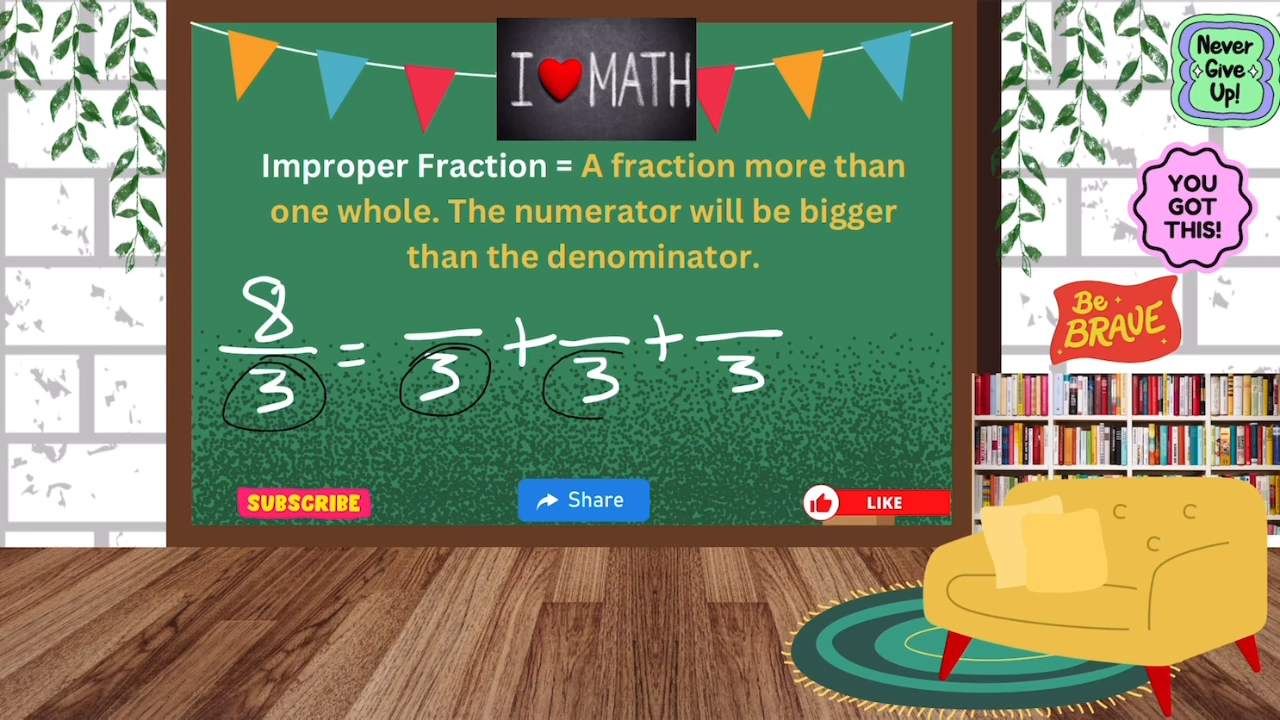 I ❤ MATH
Never
Give
Up!
YOU
GOT
THIS!
Be
BRAVE
Improper Fraction = A fraction more than
one whole. The numerator will be bigger
than the denominator.
8/3 = /3 + /3 + /3
SUBSCRIBE
Share
LIKE